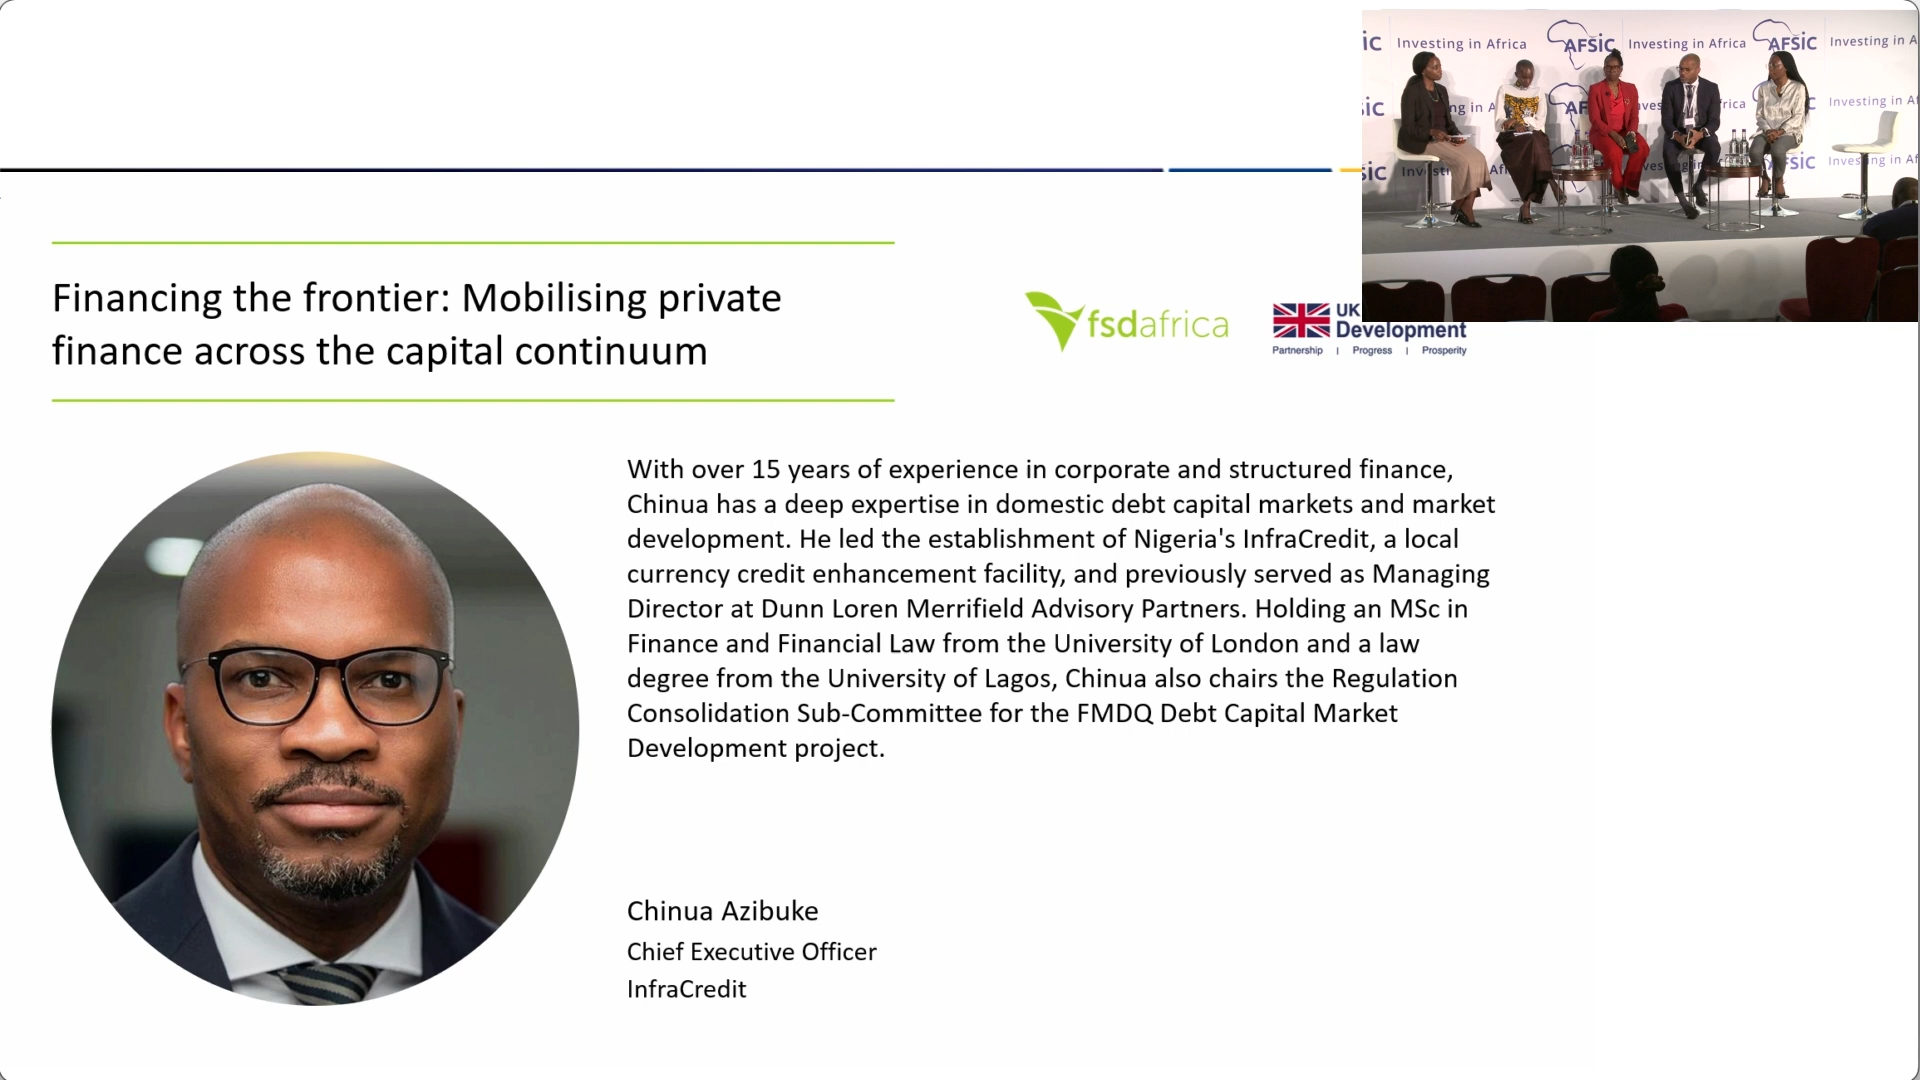 Investing in Africa
AFSIC
Investing in Africa
AFSIC
Investing in A
Financing the frontier: Mobilising private
finance across the capital continuum
fsdafrica
UK
Development
Partnership | Progress | Prosperity
With over 15 years of experience in corporate and structured finance,
Chinua has a deep expertise in domestic debt capital markets and market
development. He led the establishment of Nigeria's InfraCredit, a local
currency credit enhancement facility, and previously served as Managing
Director at Dunn Loren Merrifield Advisory Partners. Holding an MSc in
Finance and Financial Law from the University of London and a law
degree from the University of Lagos, Chinua also chairs the Regulation
Consolidation Sub-Committee for the FMDQ Debt Capital Market
Development project.
Chinua Azibuke
Chief Executive Officer
InfraCredit